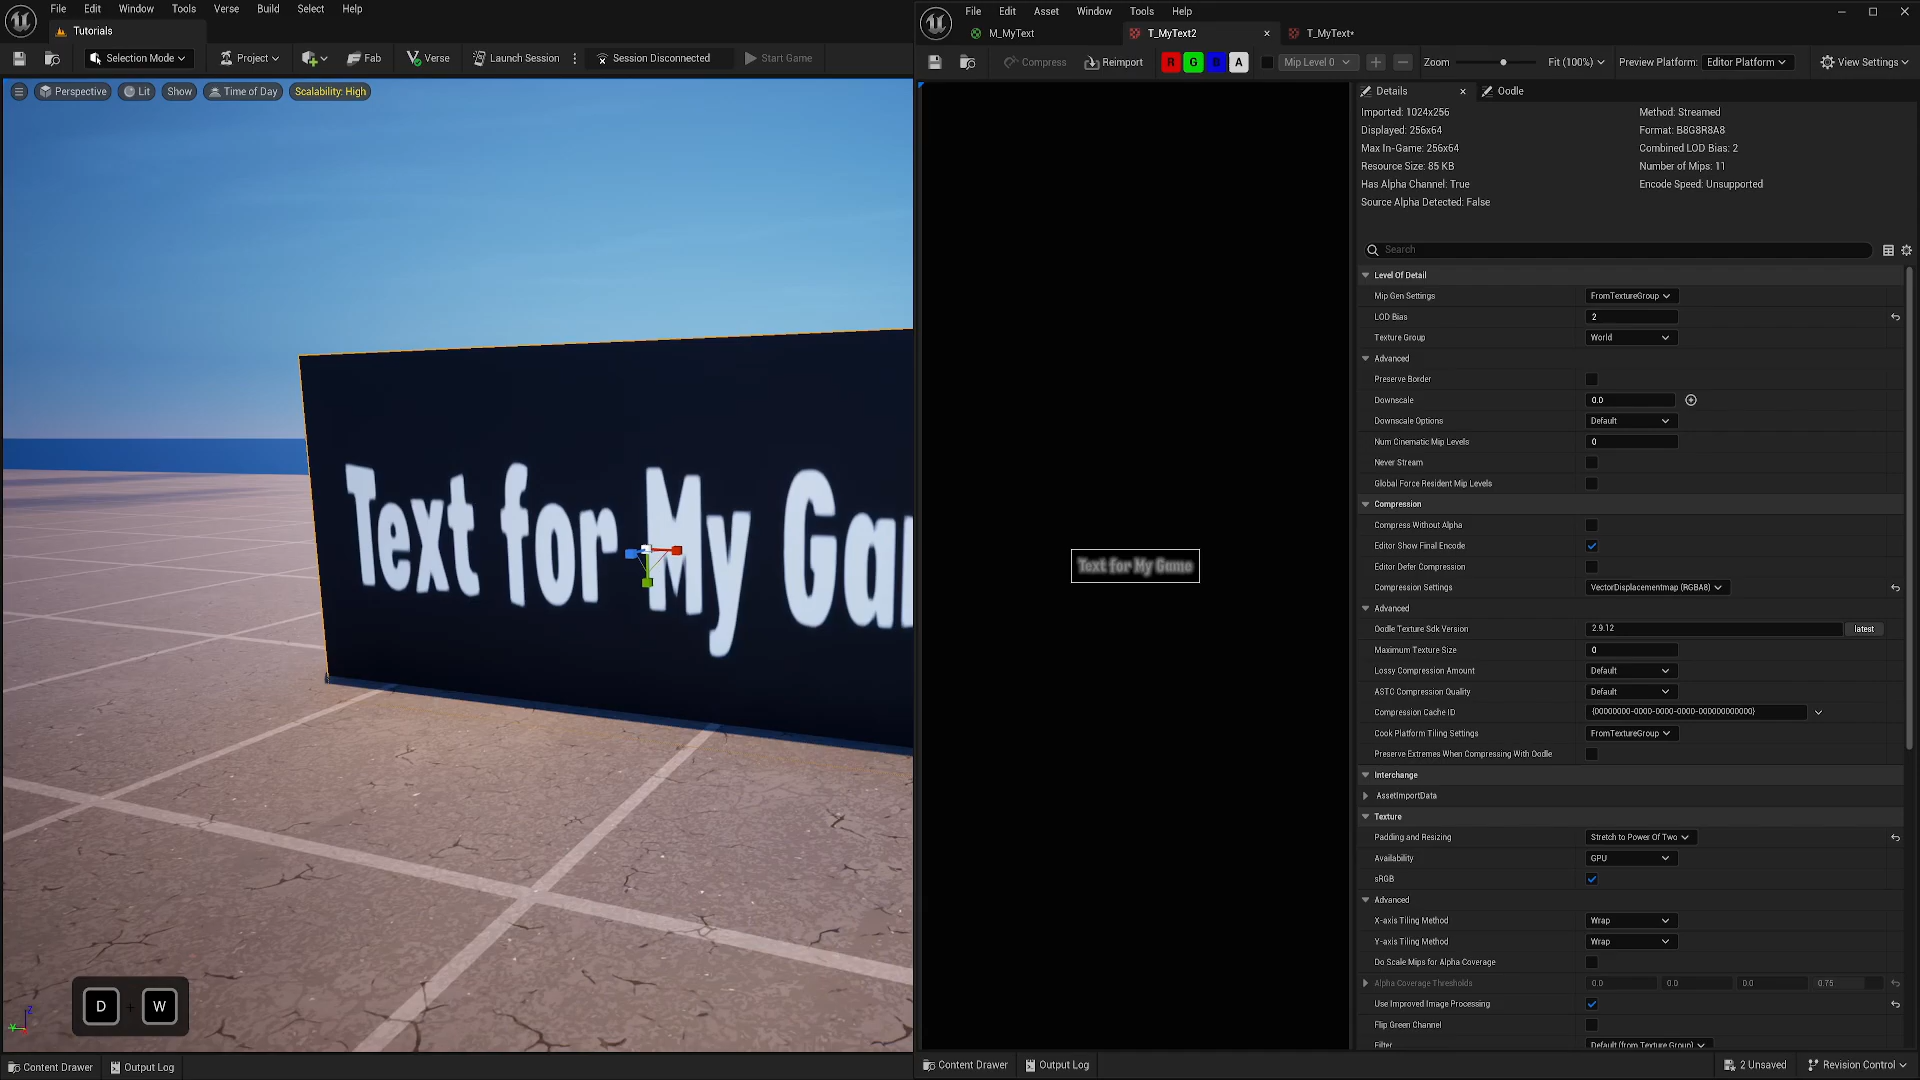 File Edit Window Tools Verse Build Select Help
Tutorials
Selection Mode Project Fab Verse Launch Session Session Disconnected Start Game
Perspective Lit Show Time of Day Scalability: High
Text for My Ga
D + W
Content Drawer Output Log
File Edit Asset Window Tools Help
M_MyText T_MyText2 T_MyText*
Compress Reimport R G B A Mip Level 0 Zoom Fit (100%) Preview Platform: Editor Platform View Settings
Text for My Game
Details Oodle
Imported: 1024x256 Method: Streamed
Displayed: 256x64 Format: B8G8R8A8
Max In-Game: 256x64 Combined LOD Bias: 2
Resource Size: 85 KB Number of Mips: 11
Has Alpha Channel: True Encode Speed: Unsupported
Source Alpha Detected: False
Search
Level Of Detail
Mip Gen Settings FromTextureGroup
LOD Bias 2
Texture Group World
Advanced
Preserve Border
Downscale 0.0
Downscale Options Default
Num Cinematic Mip Levels 0
Never Stream
Global Force Resident Mip Levels
Compression
Compress Without Alpha
Editor Show Final Encode
Editor Defer Compression
Compression Settings VectorDisplacementmap (RGBA8)
Advanced
Oodle Texture Sdk Version 2.9.12 latest
Maximum Texture Size 0
Lossy Compression Amount Default
ASTC Compression Quality Default
Compression Cache ID {00000000-0000-0000-0000-000000000000}
Cook Platform Tiling Settings FromTextureGroup
Preserve Extremes When Compressing With Oodle
Interchange
AssetImportData
Texture
Padding and Resizing Stretch to Power Of Two
Availability GPU
sRGB
Advanced
X-axis Tiling Method Wrap
Y-axis Tiling Method Wrap
Do Scale Mips for Alpha Coverage
Alpha Coverage Thresholds 0.0 0.0 0.0 0.75
Use Improved Image Processing
Flip Green Channel
Filter Default (from Texture Group)
Content Drawer Output Log 2 Unsaved Revision Control